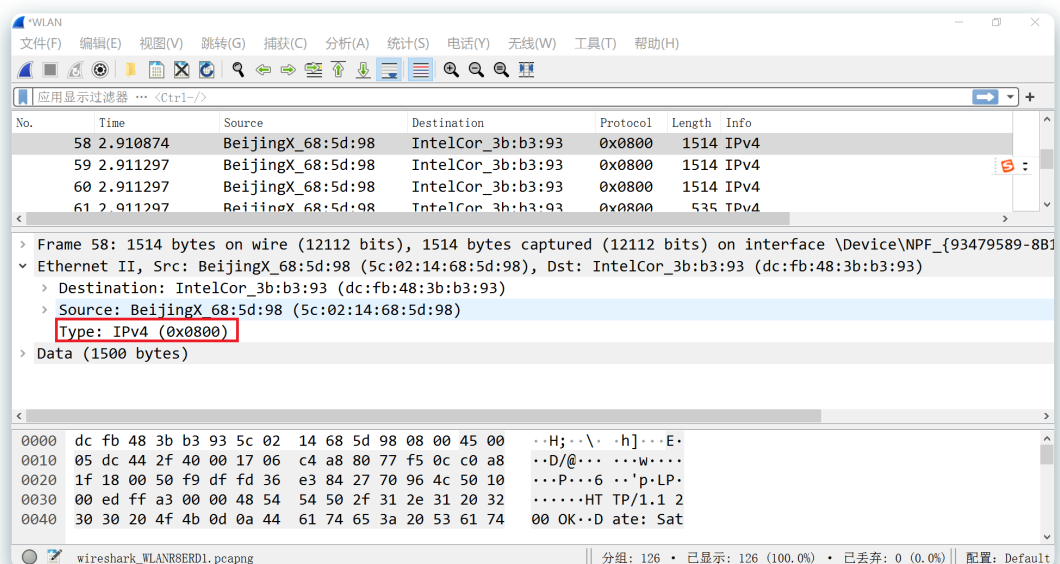 *WLAN
文件(F) 编辑(E) 视图(V) 跳转(G) 捕获(C) 分析(A) 统计(S) 电话(Y) 无线(W) 工具(T) 帮助(H)
应用显示过滤器 … <Ctrl-/>
No. Time Source Destination Protocol Length Info
58 2.910874 BeijingX_68:5d:98 IntelCor_3b:b3:93 0x0800 1514 IPv4
59 2.911297 BeijingX_68:5d:98 IntelCor_3b:b3:93 0x0800 1514 IPv4
60 2.911297 BeijingX_68:5d:98 IntelCor_3b:b3:93 0x0800 1514 IPv4
61 2.911297 BeijingX_68:5d:98 IntelCor_3b:b3:93 0x0800 535 IPv4
Frame 58: 1514 bytes on wire (12112 bits), 1514 bytes captured (12112 bits) on interface \Device\NPF_{93479589-8B1
Ethernet II, Src: BeijingX_68:5d:98 (5c:02:14:68:5d:98), Dst: IntelCor_3b:b3:93 (dc:fb:48:3b:b3:93)
Destination: IntelCor_3b:b3:93 (dc:fb:48:3b:b3:93)
Source: BeijingX_68:5d:98 (5c:02:14:68:5d:98)
Type: IPv4 (0x0800)
Data (1500 bytes)
0000 dc fb 48 3b b3 93 5c 02 14 68 5d 98 08 00 45 00 ··H;··\· ·h]···E·
0010 05 dc 44 2f 40 00 17 06 c4 a8 80 77 f5 0c c0 a8 ··D/@··· ···w····
0020 1f 18 00 50 f9 df fd 36 e3 84 27 70 96 4c 50 10 ···P···6 ··'p·LP·
0030 00 ed ff a3 00 00 48 54 54 50 2f 31 2e 31 20 32 ······HT TP/1.1 2
0040 30 30 20 4f 4b 0d 0a 44 61 74 65 3a 20 53 61 74 00 OK··D ate: Sat
wireshark_WLANR8ERD1.pcapng 分组: 126 · 已显示: 126 (100.0%) · 已丢弃: 0 (0.0%) 配置: Default